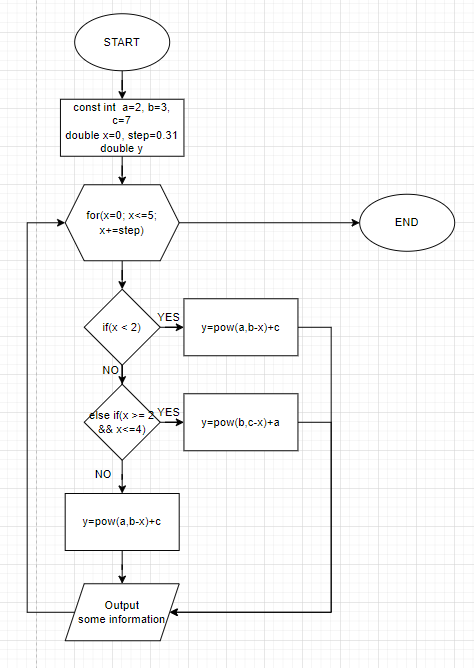 START
const int a=2, b=3,
c=7
double x=0, step=0.31
double y
for(x=0; x<=5;
x+=step)
END
if(x < 2)
YES
y=pow(a,b-x)+c
NO
else if(x >= 2
&& x<=4)
YES
y=pow(b,c-x)+a
NO
y=pow(a,b-x)+c
Output
some information